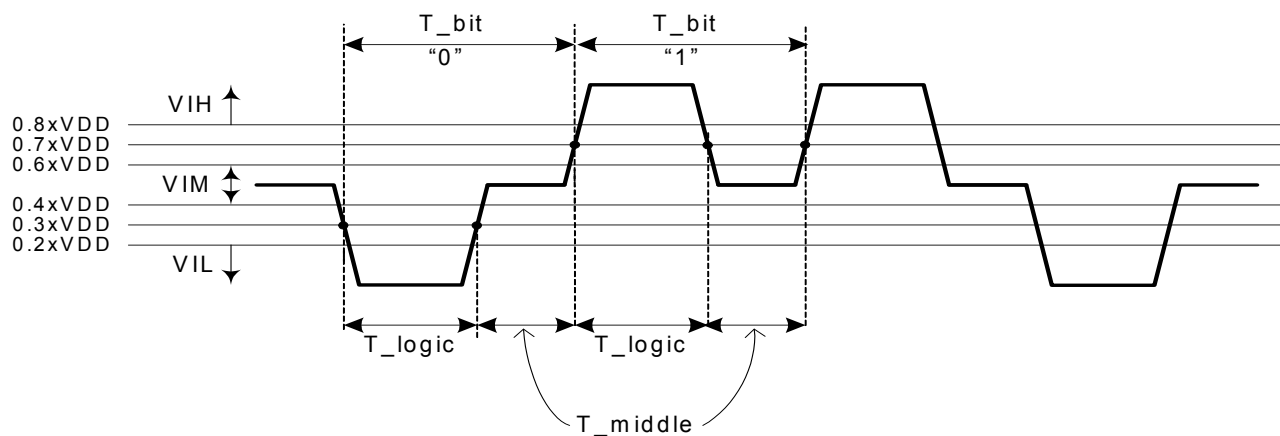 T_bit
T_bit
“0”
“1”
VIH
0.8xVDD
0.7xVDD
0.6xVDD
VIM
0.4xVDD
0.3xVDD
0.2xVDD
VIL
T_logic
T_logic
T_middle